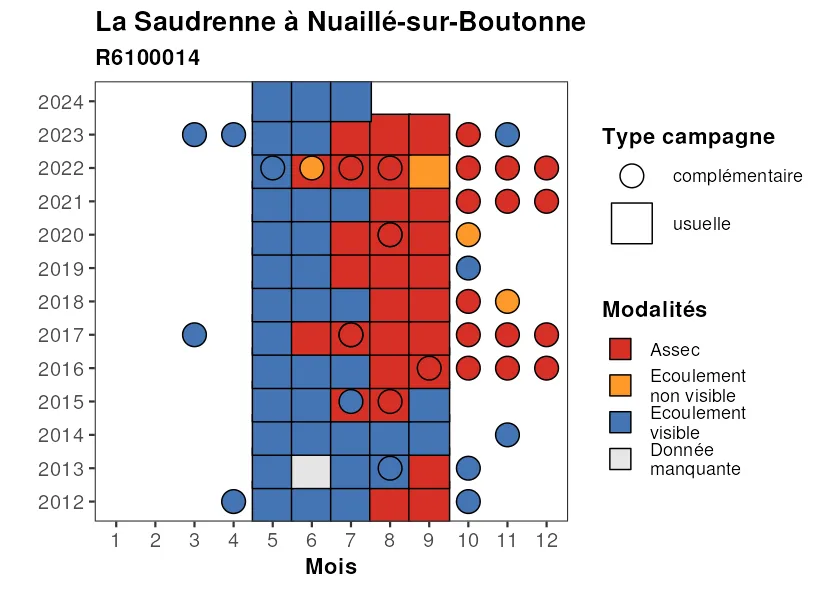 La Saudrenne à Nuaillé-sur-Boutonne
R6100014
2024
2023
2022
2021
2020
2019
2018
2017
2016
2015
2014
2013
2012
1 2 3 4 5 6 7 8 9 10 11 12
Mois
Type campagne
complémentaire
usuelle
Modalités
Assec
Ecoulement
non visible
Ecoulement
visible
Donnée
manquante